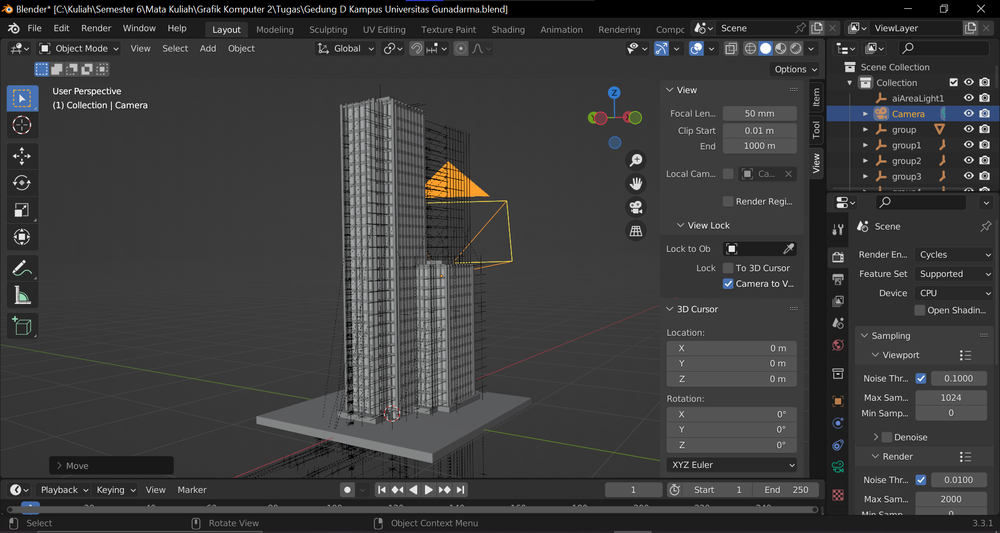 Blender* [C:\Kuliah\Semester 6\Mata Kuliah\Grafik Komputer 2\Tugas\Gedung D Kampus Universitas Gunadarma.blend]
File Edit Render Window Help Layout Modeling Sculpting UV Editing Texture Paint Shading Animation Rendering Compc Scene ViewLayer
Object Mode View Select Add Object Global
Options
User Perspective
(1) Collection | Camera
Z
Y
X
View
Focal Len... 50 mm
Clip Start 0.01 m
End 1000 m
Local Cam... Ca...
Render Regi...
View Lock
Lock to Ob
Lock To 3D Cursor
Camera to V...
3D Cursor
Location:
X 0 m
Y 0 m
Z 0 m
Rotation:
X 0°
Y 0°
Z 0°
XYZ Euler
Item
Tool
View
Move
Scene Collection
Collection
aiAreaLight1
Camera
group
group1
group2
group3
Scene
Render En... Cycles
Feature Set Supported
Device CPU
Open Shadin...
Sampling
Viewport
Noise Thr... 0.1000
Max Sam... 1024
Min Samp... 0
Denoise
Render
Noise Thr... 0.0100
Max Sam... 2000
Playback Keying View Marker 1 Start 1 End 250
Select Rotate View Object Context Menu 3.3.1